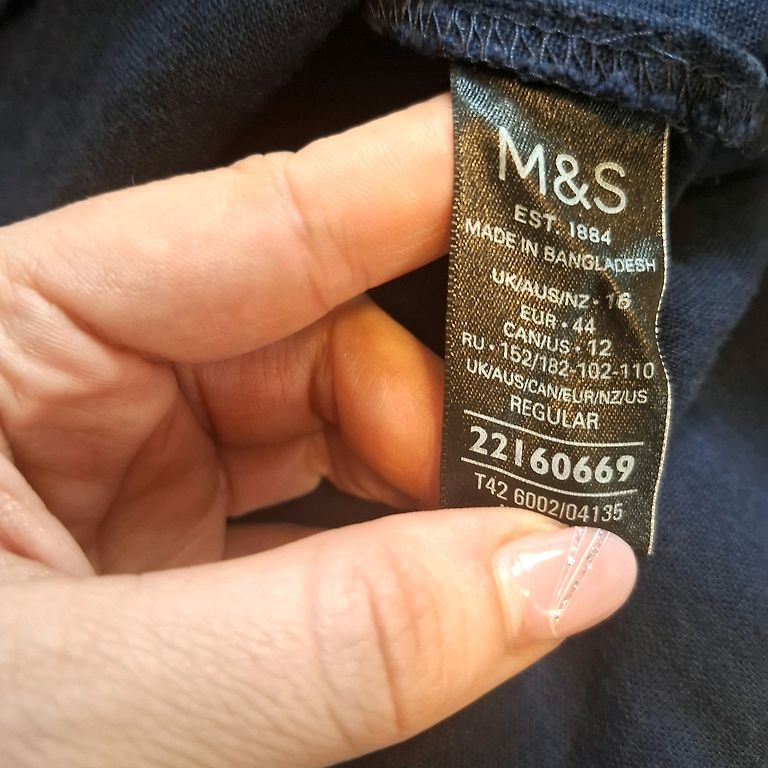 M&S
EST. 1884
MADE IN BANGLADESH
UK/AUS/NZ • 16
EUR • 44
CAN/US • 12
RU • 152/182-102-110
UK/AUS/CAN/EUR/NZ/US
REGULAR
22160669
T42 6002/04135